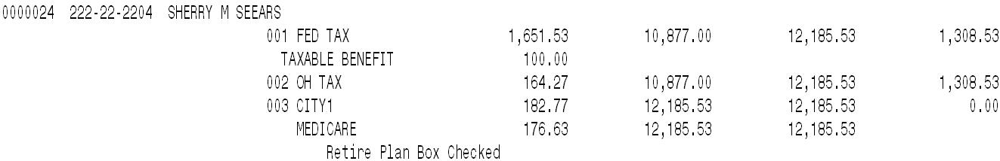 0000024 222-22-2204 SHERRY M SEEARS
001 FED TAX 1,651.53 10,877.00 12,185.53 1,308.53
TAXABLE BENEFIT 100.00
002 OH TAX 164.27 10,877.00 12,185.53 1,308.53
003 CITY1 182.77 12,185.53 12,185.53 0.00
MEDICARE 176.63 12,185.53 12,185.53
Retire Plan Box Checked